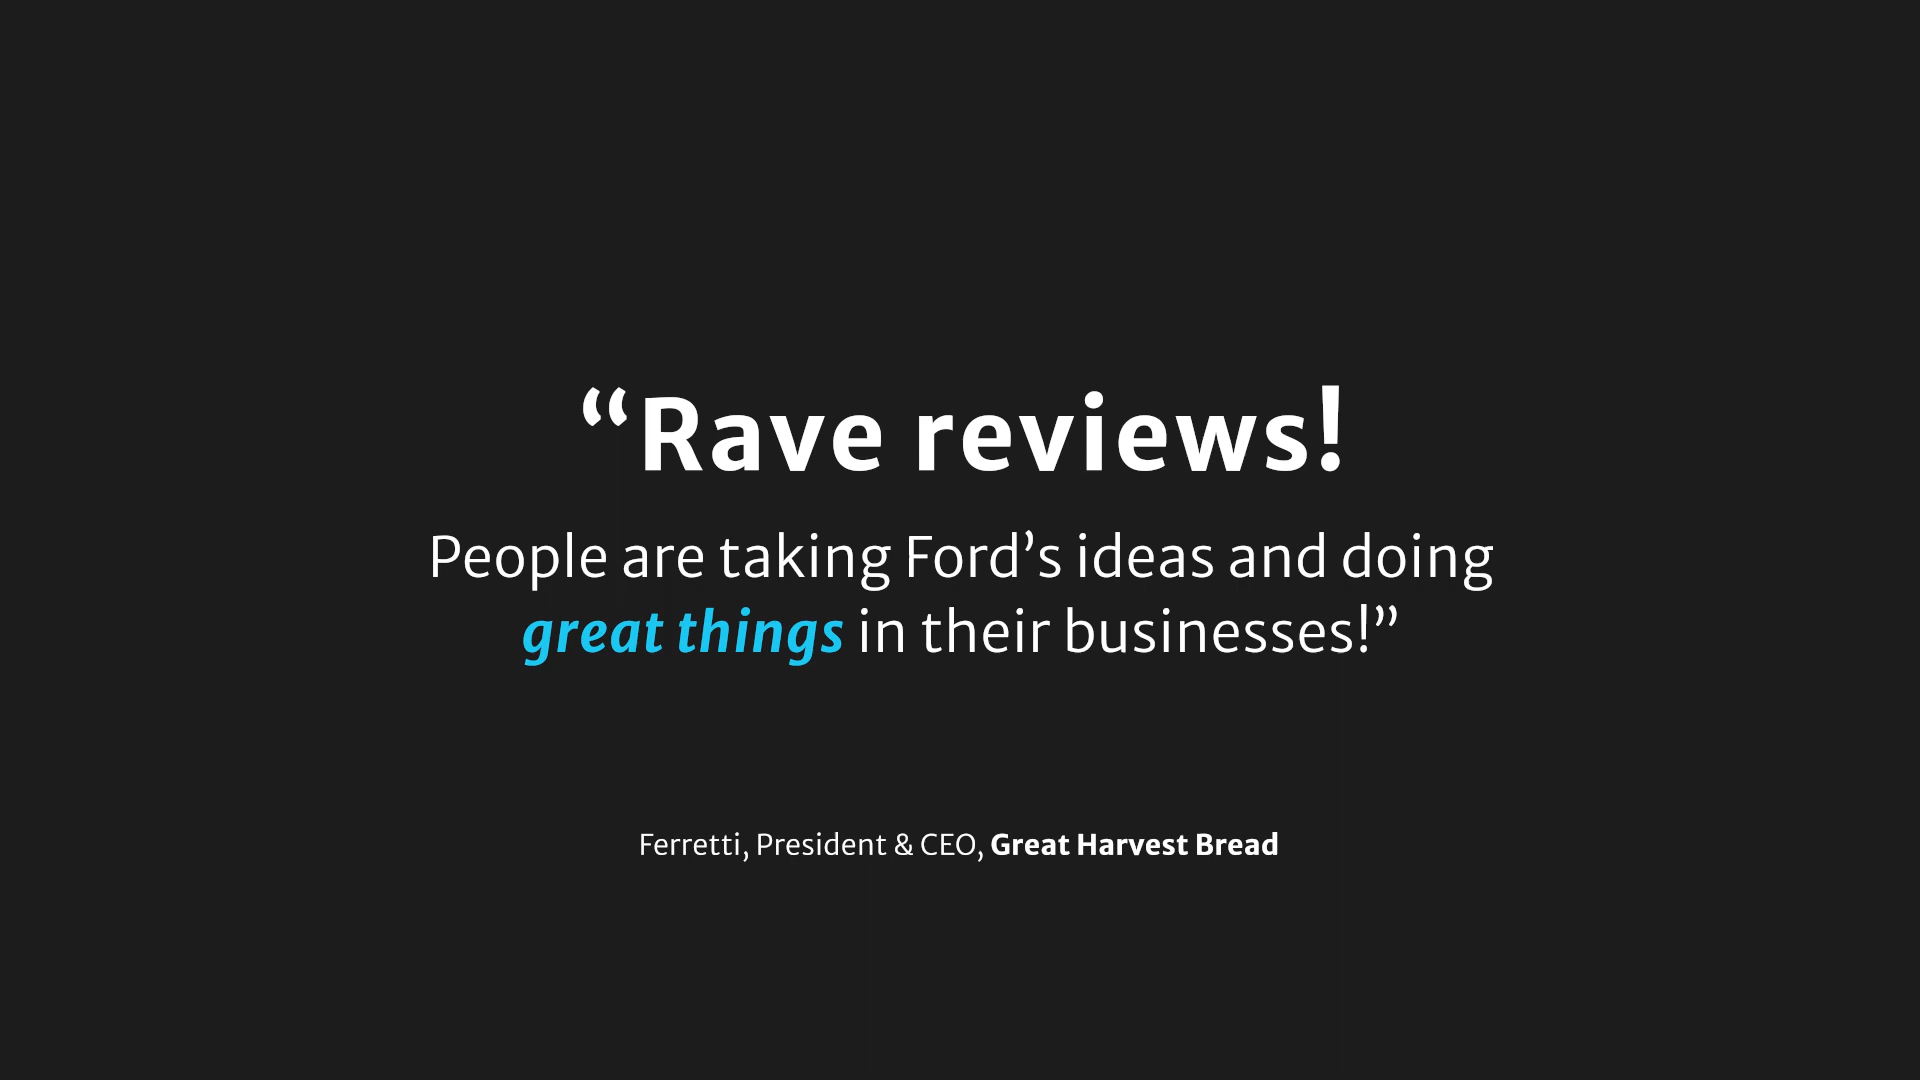 “Rave reviews!
People are taking Ford’s ideas and doing
great things in their businesses!”
Ferretti, President & CEO, Great Harvest Bread